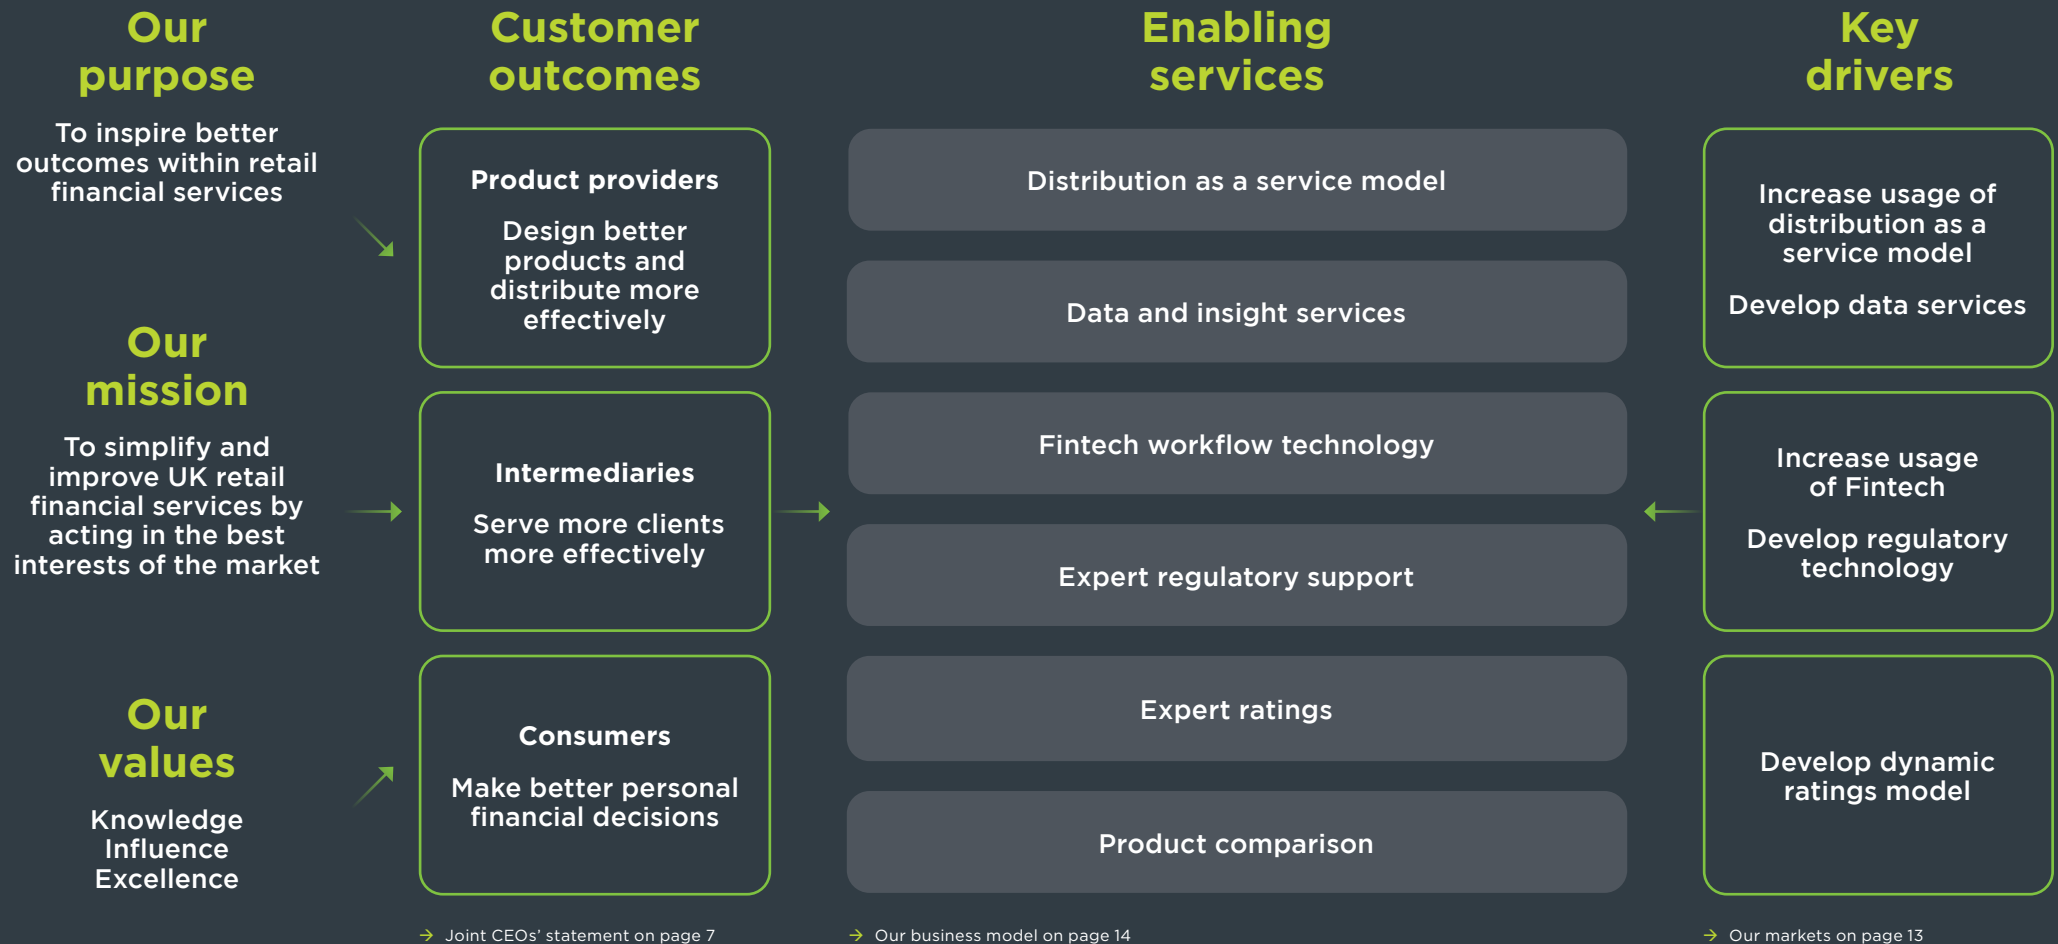 Our
purpose
To inspire better
outcomes within retail
financial services
Our
mission
To simplify and
improve UK retail
financial services by
acting in the best
interests of the market
Our
values
Knowledge
Influence
Excellence
Customer
outcomes
Product providers
Design better
products and
distribute more
effectively
Intermediaries
Serve more clients
more effectively
Consumers
Make better personal
financial decisions
→ Joint CEOs’ statement on page 7
Enabling
services
Distribution as a service model
Data and insight services
Fintech workflow technology
Expert regulatory support
Expert ratings
Product comparison
→ Our business model on page 14
Key
drivers
Increase usage of
distribution as a
service model
Develop data services
Increase usage
of Fintech
Develop regulatory
technology
Develop dynamic
ratings model
→ Our markets on page 13